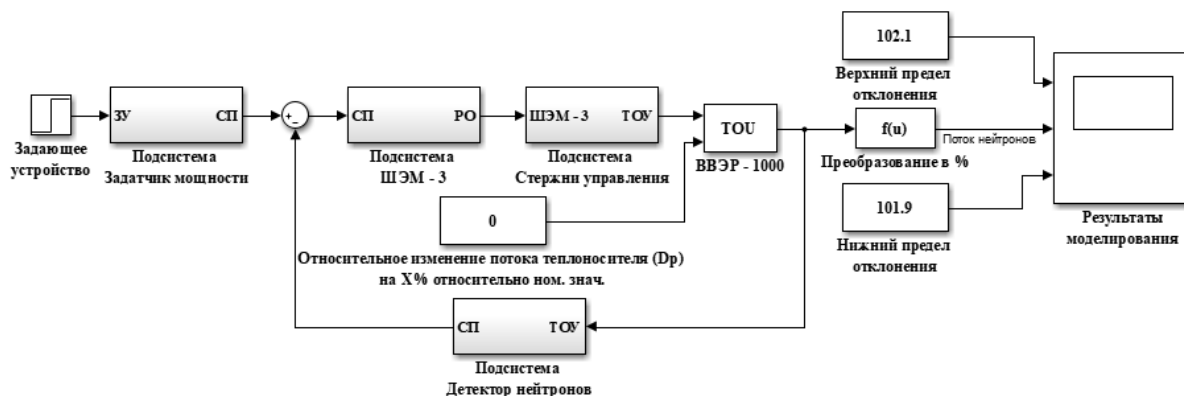 102.1
Верхний предел
отклонения
ЗУ
СП
+
−
СП
РО
ШЭМ - 3
ТОУ
TOU
f(u)
Поток нейтронов
Задающее
устройство
Подсистема
Задатчик мощности
Подсистема
ШЭМ - 3
Подсистема
Стержни управления
ВВЭР - 1000
Преобразование в %
0
101.9
Относительное изменение потока теплоносителя (Dp)
на X% относительно ном. знач.
Нижний предел
отклонения
Результаты
моделирования
СП
ТОУ
Подсистема
Детектор нейтронов